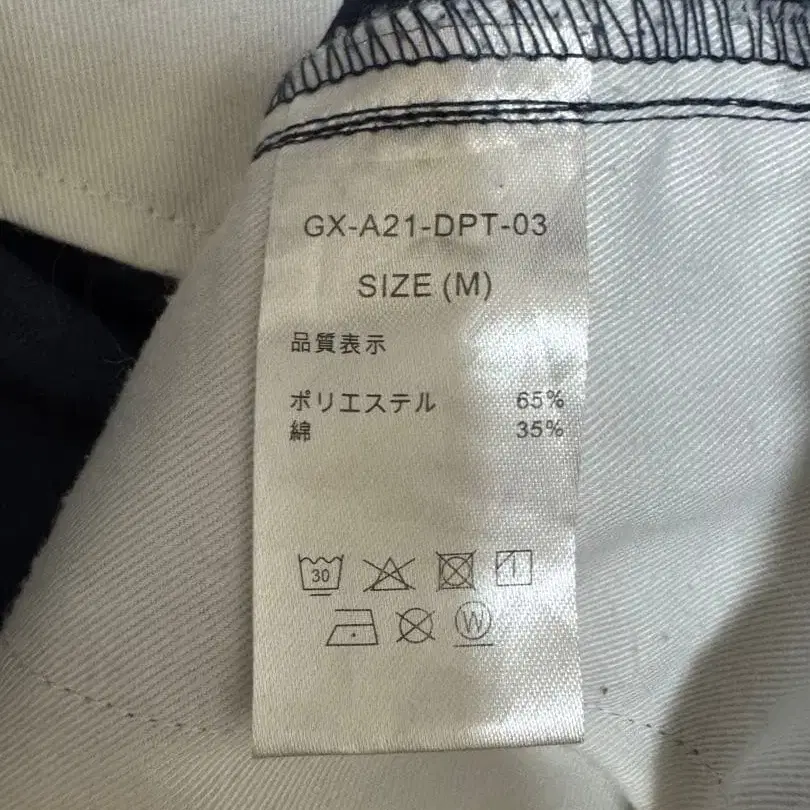 GX-A21-DPT-03
SIZE (M)
品質表示
ポリエステル 65%
綿 35%
30
W